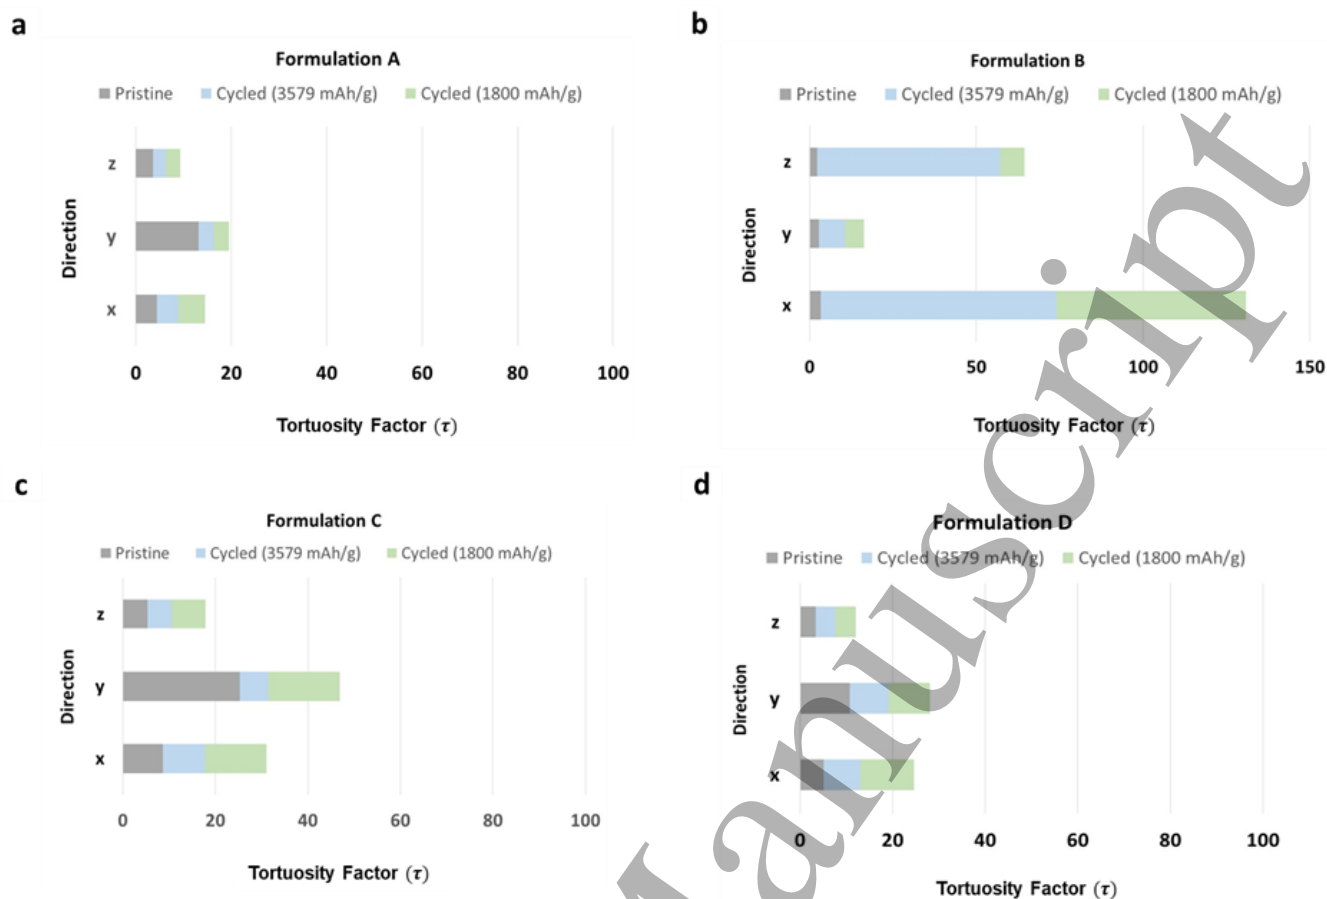 a
Formulation A
Pristine Cycled (3579 mAh/g) Cycled (1800 mAh/g)
z
y
x
Direction
0 20 40 60 80 100
Tortuosity Factor (τ)
b
Formulation B
Pristine Cycled (3579 mAh/g) Cycled (1800 mAh/g)
z
y
x
Direction
0 50 100 150
Tortuosity Factor (τ)
c
Formulation C
Pristine Cycled (3579 mAh/g) Cycled (1800 mAh/g)
z
y
x
Direction
0 20 40 60 80 100
Tortuosity Factor (τ)
d
Formulation D
Pristine Cycled (3579 mAh/g) Cycled (1800 mAh/g)
z
y
x
Direction
0 20 40 60 80 100
Tortuosity Factor (τ)
Manuscript